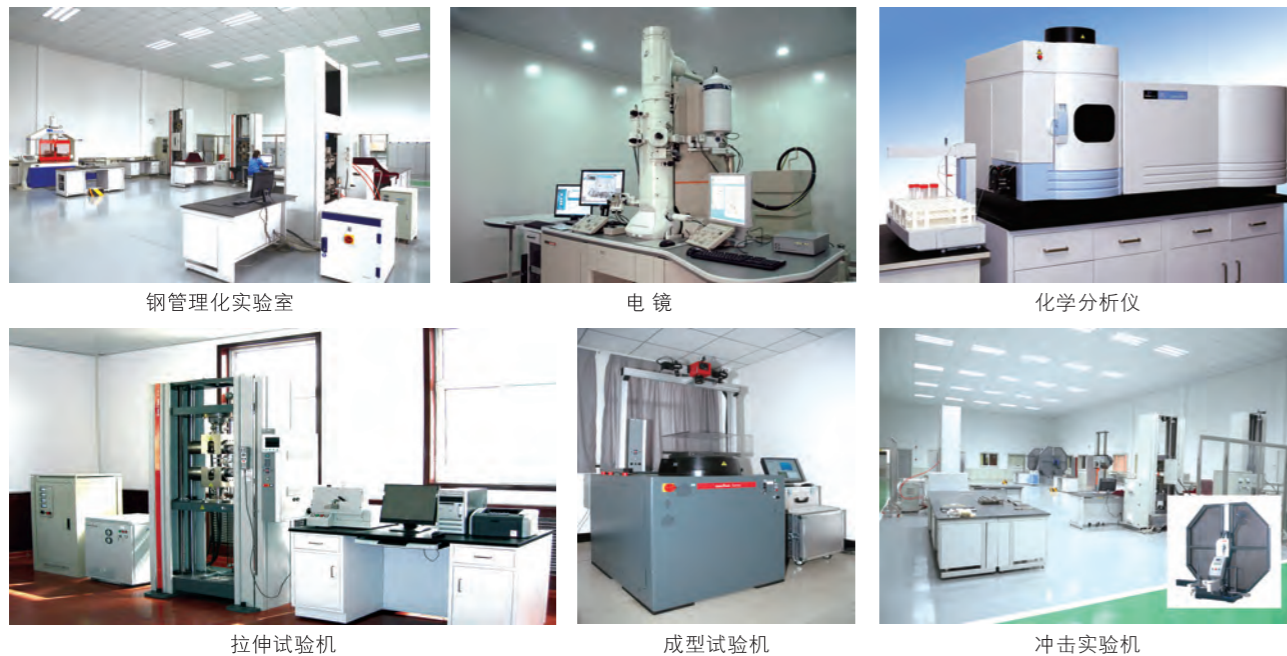 钢管理化实验室
电 镜
化学分析仪
拉伸试验机
成型试验机
冲击实验机